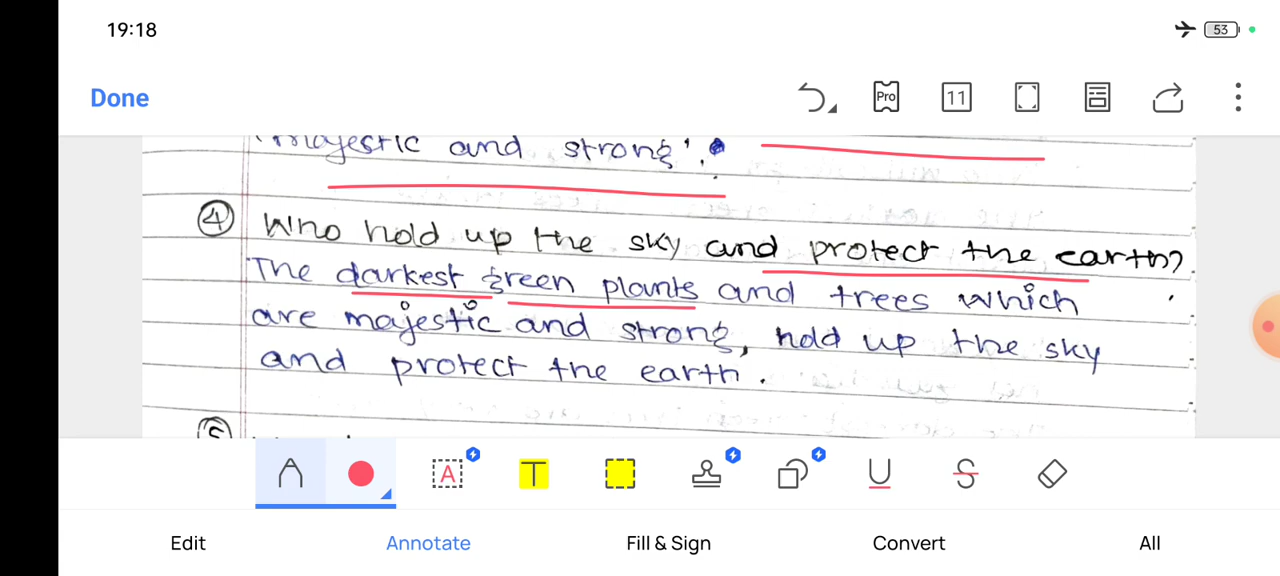 19:18
53
Done
Pro
11
majestic and strong'.
④ Who hold up the sky and protect the earth?
The darkest green plants and trees which
are majestic and strong, hold up the sky
and protect the earth.
⑤
A
T
U
S
Edit
Annotate
Fill & Sign
Convert
All